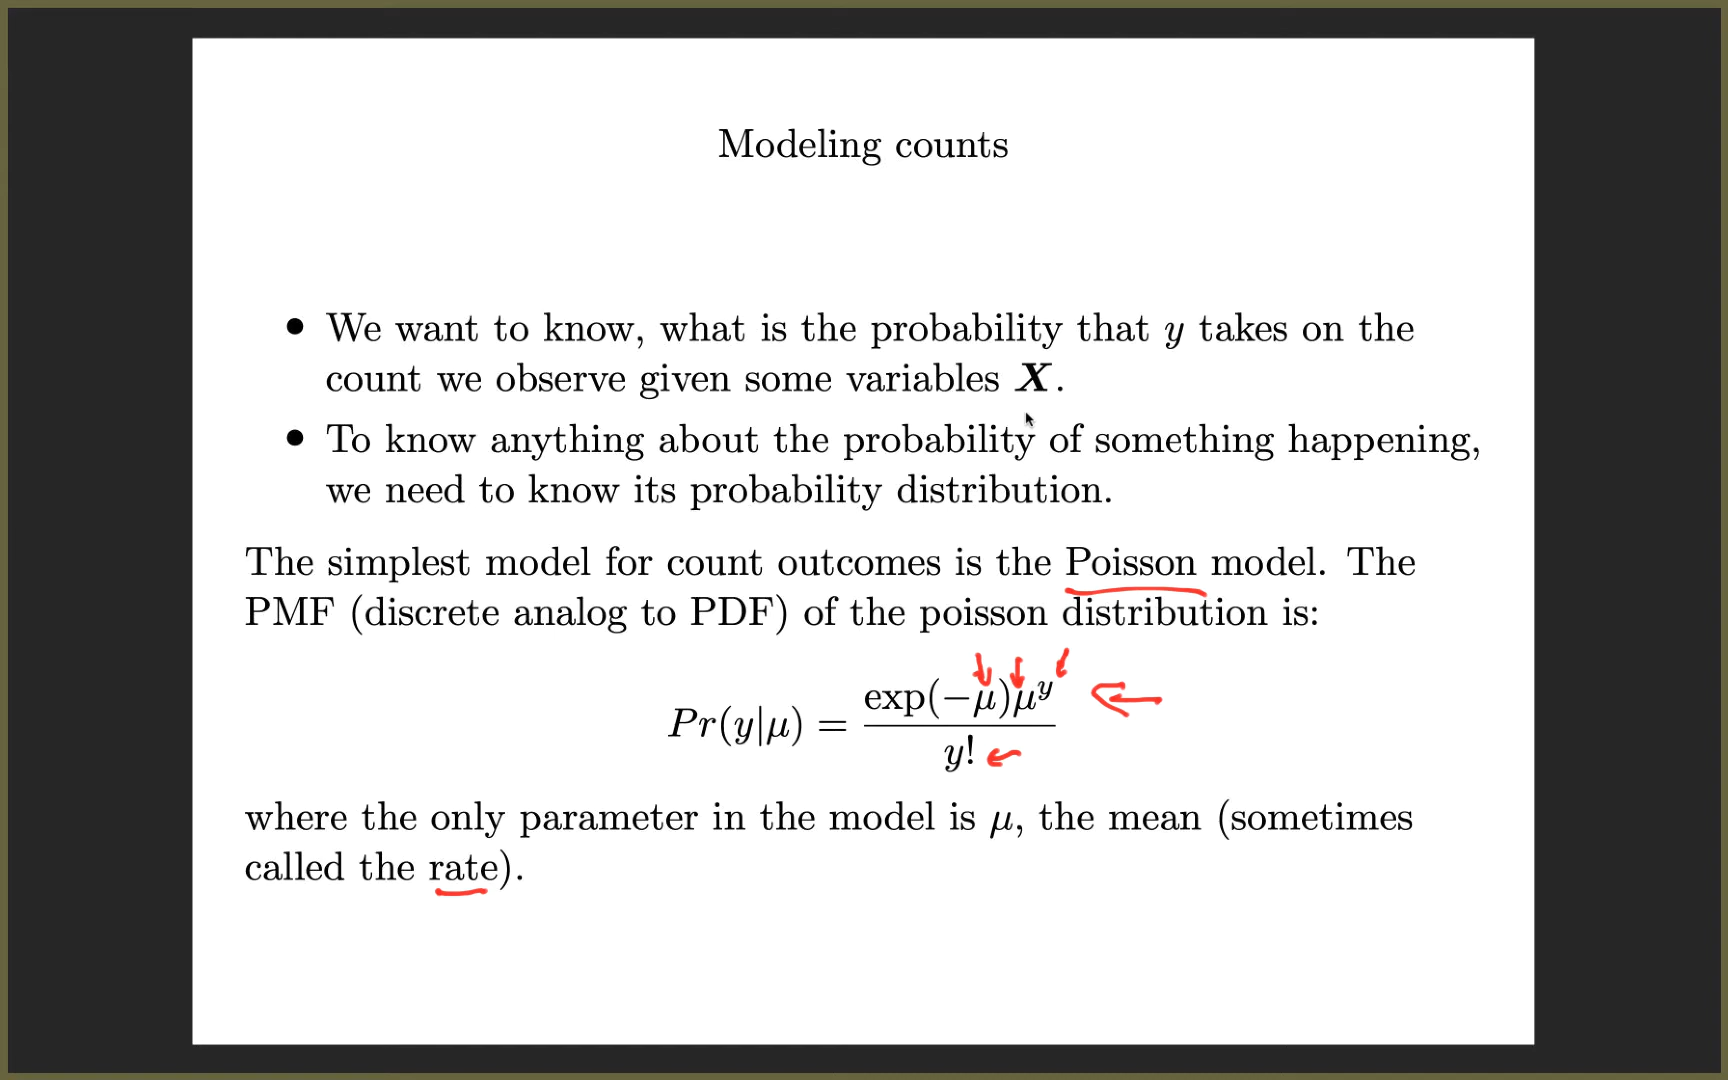 Modeling counts
• We want to know, what is the probability that y takes on the
count we observe given some variables X.
• To know anything about the probability of something happening,
we need to know its probability distribution.
The simplest model for count outcomes is the Poisson model. The
PMF (discrete analog to PDF) of the poisson distribution is:
Pr(y|μ) = exp(−μ)μ^y / y!
where the only parameter in the model is μ, the mean (sometimes
called the rate).